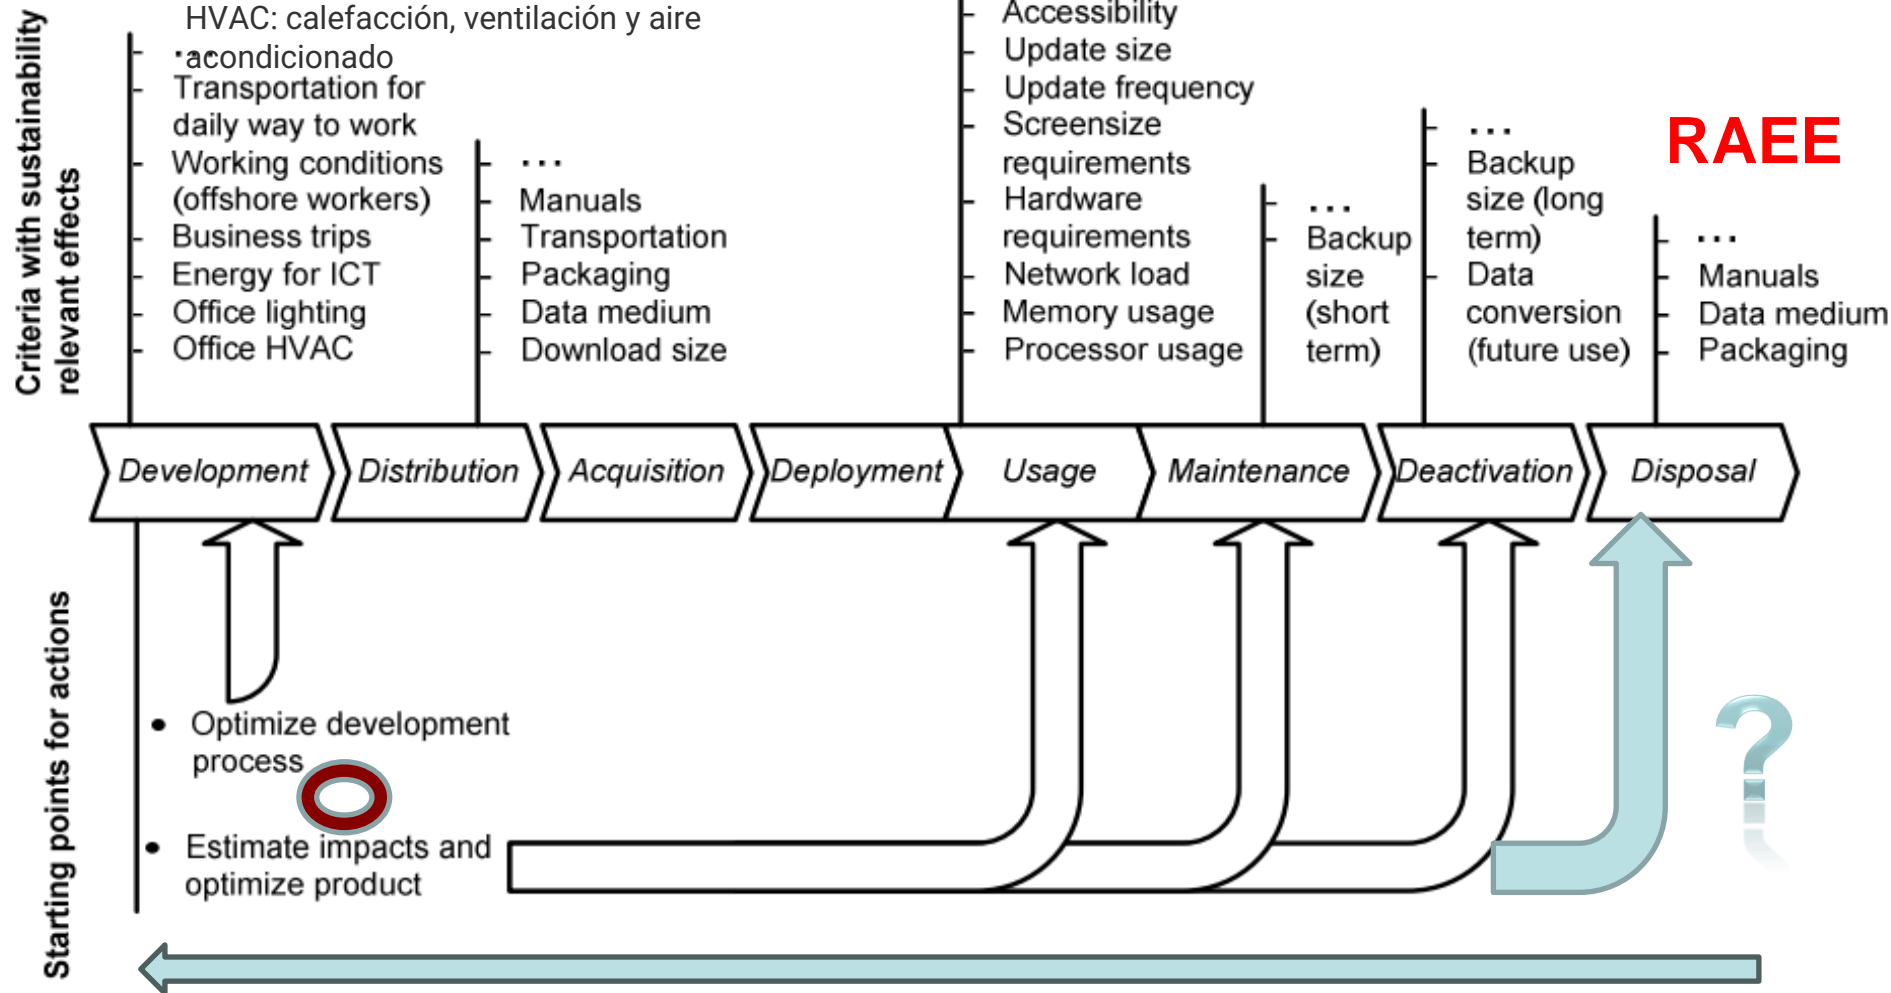 HVAC: calefacción, ventilación y aire
acondicionado
Criteria with sustainability
relevant effects
...
Transportation for
daily way to work
Working conditions
(offshore workers)
Business trips
Energy for ICT
Office lighting
Office HVAC
...
Manuals
Transportation
Packaging
Data medium
Download size
Accessibility
Update size
Update frequency
Screensize
requirements
Hardware
requirements
Network load
Memory usage
Processor usage
...
Backup
size
(short
term)
...
Backup
size (long
term)
Data
conversion
(future use)
RAEE
...
Manuals
Data medium
Packaging
Development
Distribution
Acquisition
Deployment
Usage
Maintenance
Deactivation
Disposal
Starting points for actions
• Optimize development
process
• Estimate impacts and
optimize product
?